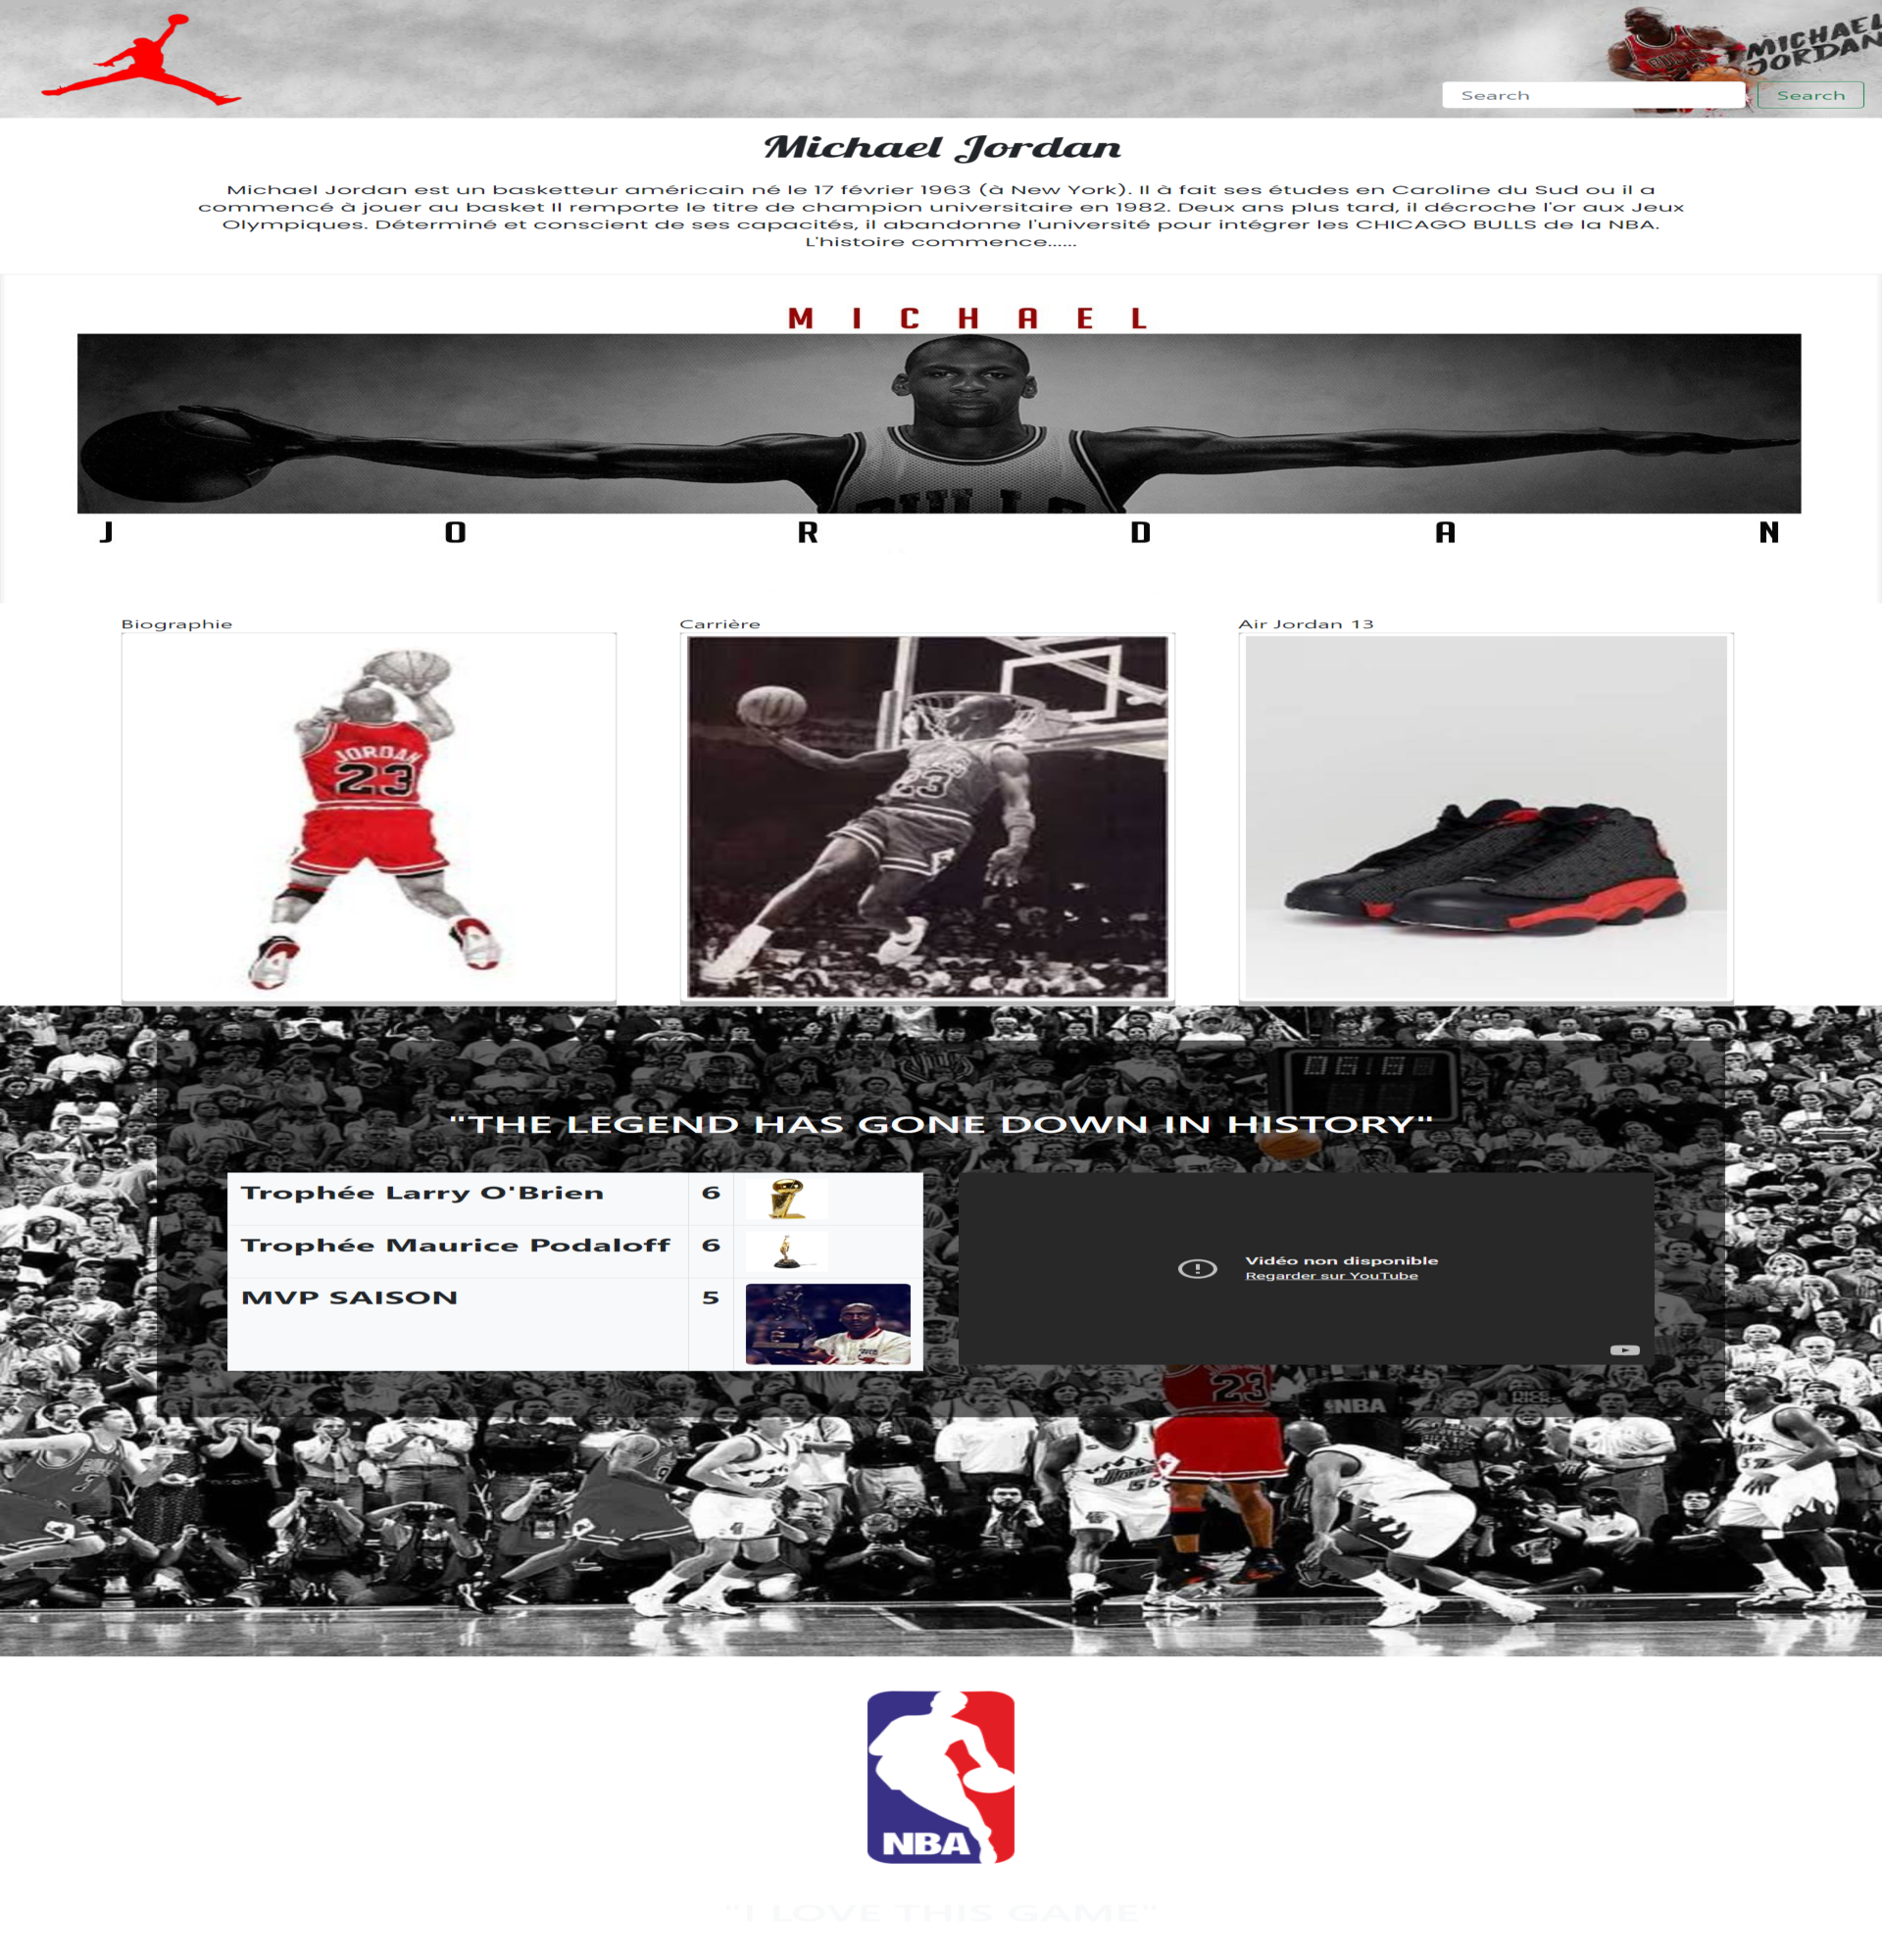 MICHAEL
JORDAN
Search
Search
Michael Jordan
Michael Jordan est un basketteur américain né le 17 février 1963 (à New York). Il à fait ses études en Caroline du Sud ou il a
commencé à jouer au basket Il remporte le titre de champion universitaire en 1982. Deux ans plus tard, il décroche l'or aux Jeux
Olympiques. Déterminé et conscient de ses capacités, il abandonne l'université pour intégrer les CHICAGO BULLS de la NBA.
L'histoire commence......
M I C H A E L
J O R D A N
Biographie
Carrière
Air Jordan 13
JORDAN
23
23
"THE LEGEND HAS GONE DOWN IN HISTORY"
Trophée Larry O'Brien 6
Trophée Maurice Podaloff 6
MVP SAISON 5
Vidéo non disponible
Regarder sur YouTube
23
NBA
NBA
"I LOVE THIS GAME"